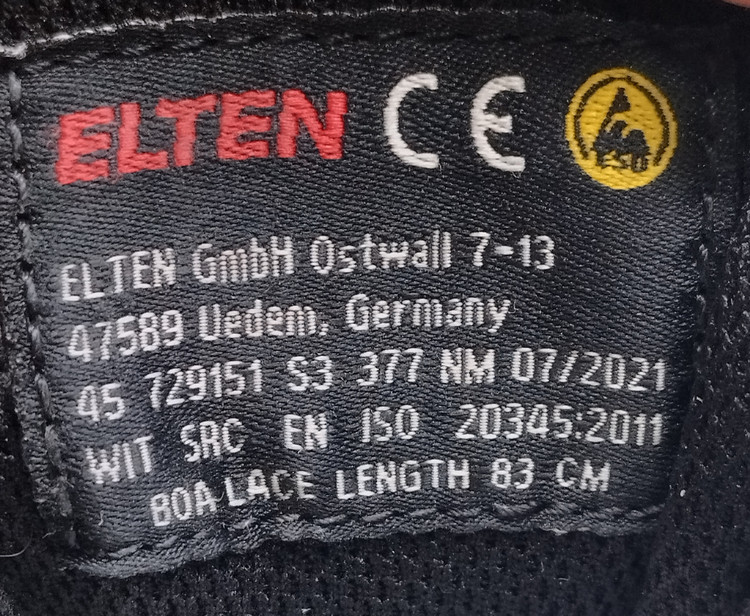 ELTEN CE ESD
ELTEN GmbH Ostwall 7-13
47589 Uedem, Germany
45 729151 S3 377 NM 07/2021
WIT SRC EN ISO 20345:2011
BOA LACE LENGTH 83 CM